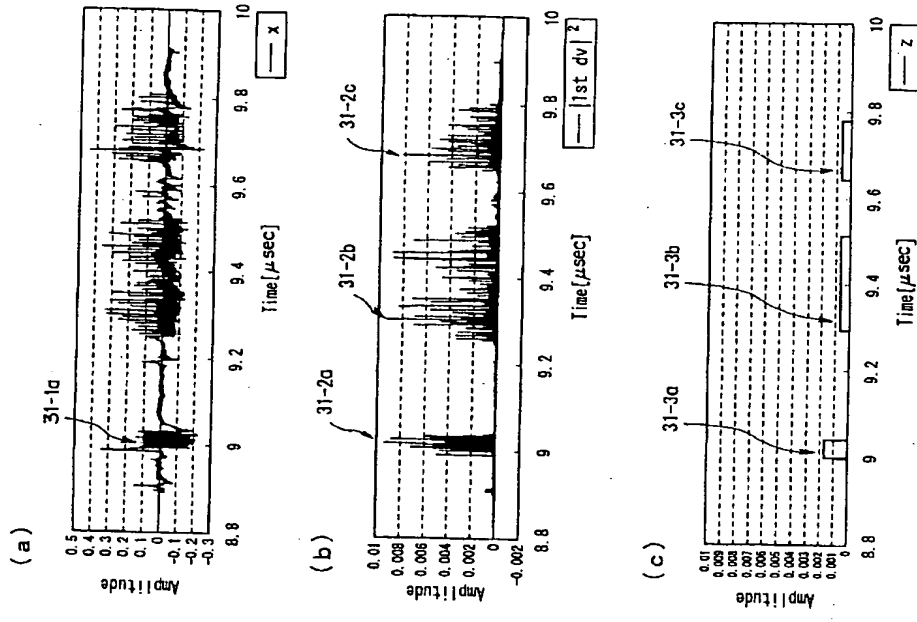 (a)
31-1a
Amplitude
0.5
0.4
0.3
0.2
0.1
0
-0.1
-0.2
-0.3
8.8
9
9.2
9.4
9.6
9.8
10
Time[μsec]
x
(b)
31-2a
31-2b
31-2c
Amplitude
0.01
0.008
0.006
0.004
0.002
0
-0.002
8.8
9
9.2
9.4
9.6
9.8
10
Time[μsec]
|1st dv|²
(c)
31-3a
31-3b
31-3c
Amplitude
0.01
0.009
0.008
0.007
0.006
0.005
0.004
0.003
0.002
0.001
0
8.8
9
9.2
9.4
9.6
9.8
10
Time[μsec]
z